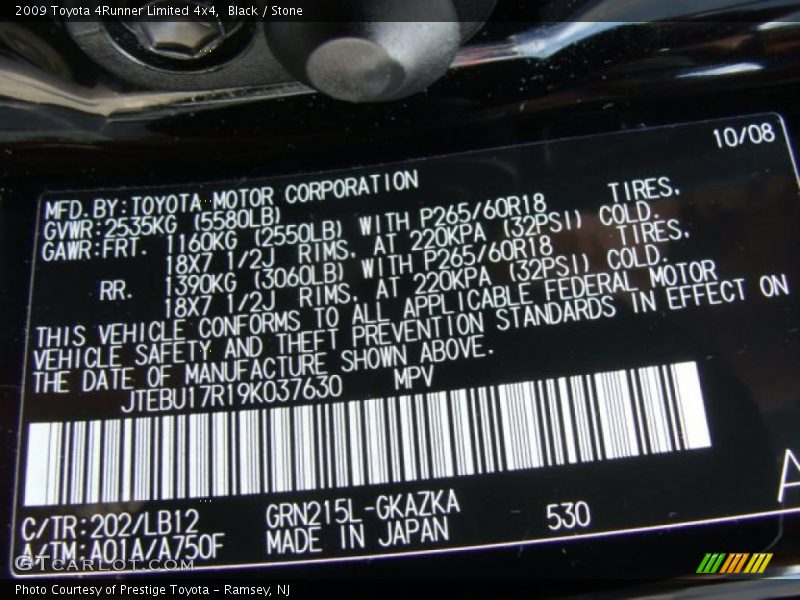 2009 Toyota 4Runner Limited 4x4,  Black / Stone
10/08
MFD.BY:TOYOTA MOTOR CORPORATION
GVWR:2535KG (5580LB)
GAWR:FRT. 1160KG (2550LB) WITH P265/60R18 TIRES,
18X7 1/2J RIMS, AT 220KPA (32PSI) COLD.
RR. 1390KG (3060LB) WITH P265/60R18 TIRES,
18X7 1/2J RIMS, AT 220KPA (32PSI) COLD.
THIS VEHICLE CONFORMS TO ALL APPLICABLE FEDERAL MOTOR
VEHICLE SAFETY AND THEFT PREVENTION STANDARDS IN EFFECT ON
THE DATE OF MANUFACTURE SHOWN ABOVE.
JTEBU17R19K037630 MPV
C/TR:202/LB12 GRN215L-GKAZKA 530
A/TM:A01A/A750F MADE IN JAPAN
A
GTcarlot.com
Photo Courtesy of Prestige Toyota - Ramsey, NJ